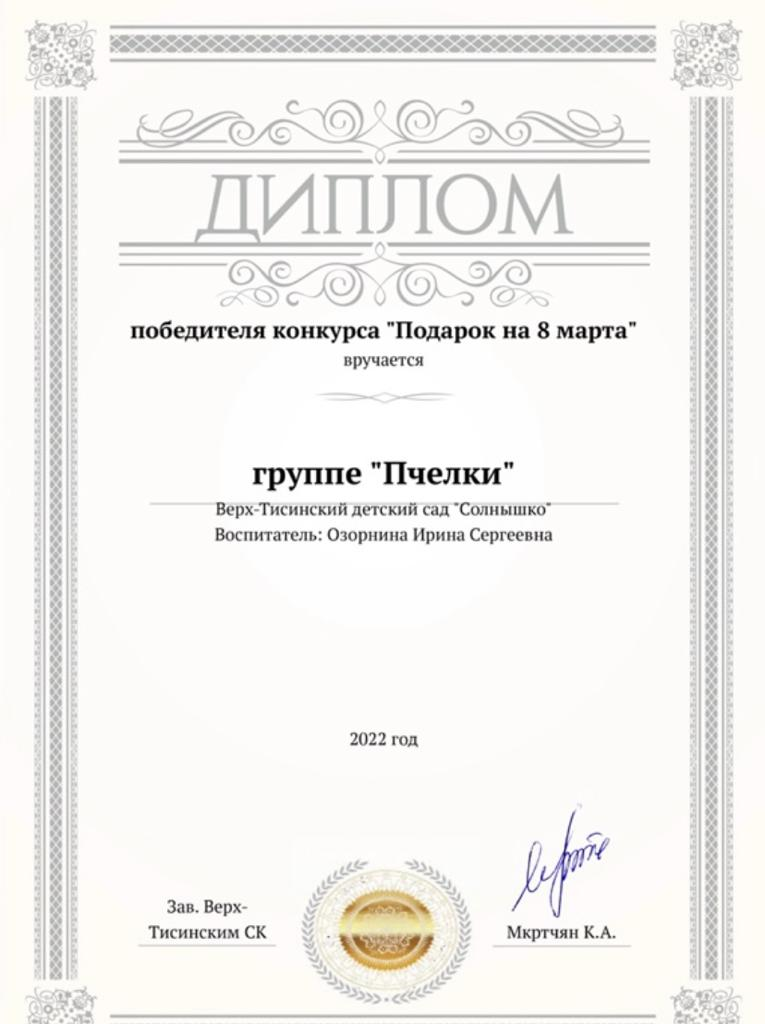 ДИПЛОМ
победителя конкурса "Подарок на 8 марта"
вручается
группе "Пчелки"
Верх-Тисинский детский сад "Солнышко"
Воспитатель: Озорнина Ирина Сергеевна
2022 год
Зав. Верх-
Тисинским СК
Мкртчян К.А.